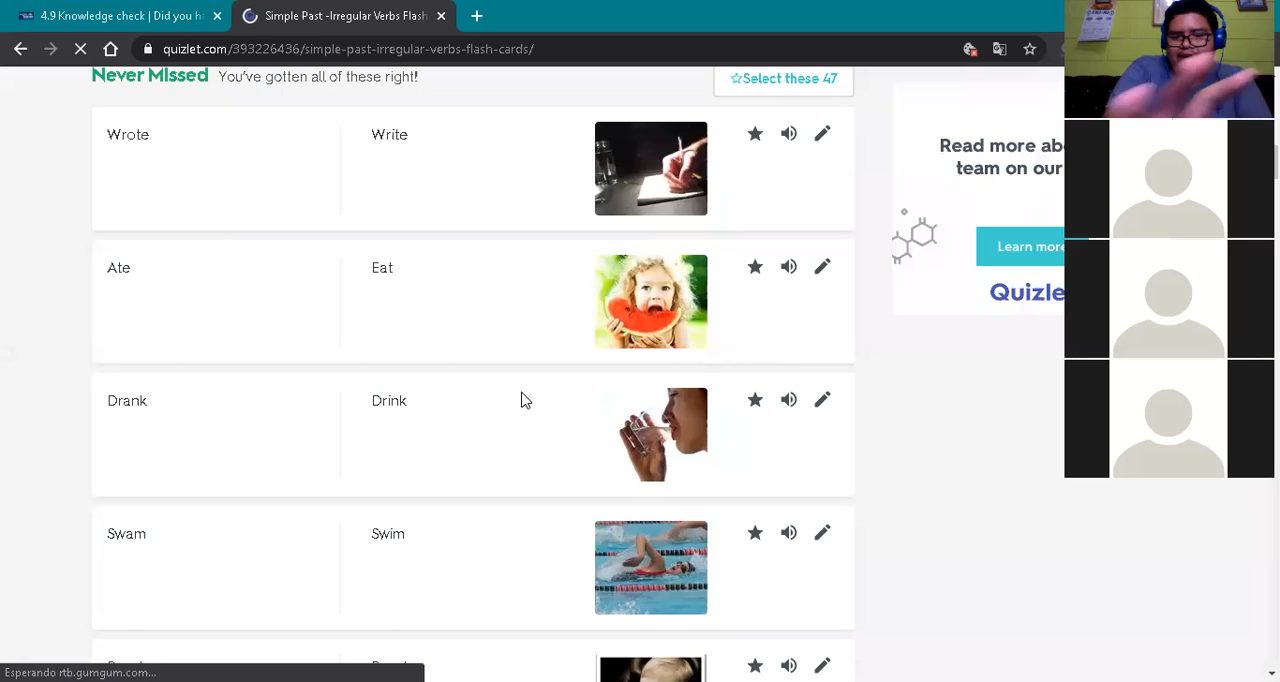 4.9 Knowledge check | Did you h
Simple Past -Irregular Verbs Flash
quizlet.com/393226436/simple-past-irregular-verbs-flash-cards/
Never Missed You've gotten all of these right!
☆Select these 47
Wrote Write
Ate Eat
Drank Drink
Swam Swim
Read more abo
team on our
Learn more
Quizle
Esperando rtb.gumgum.com...